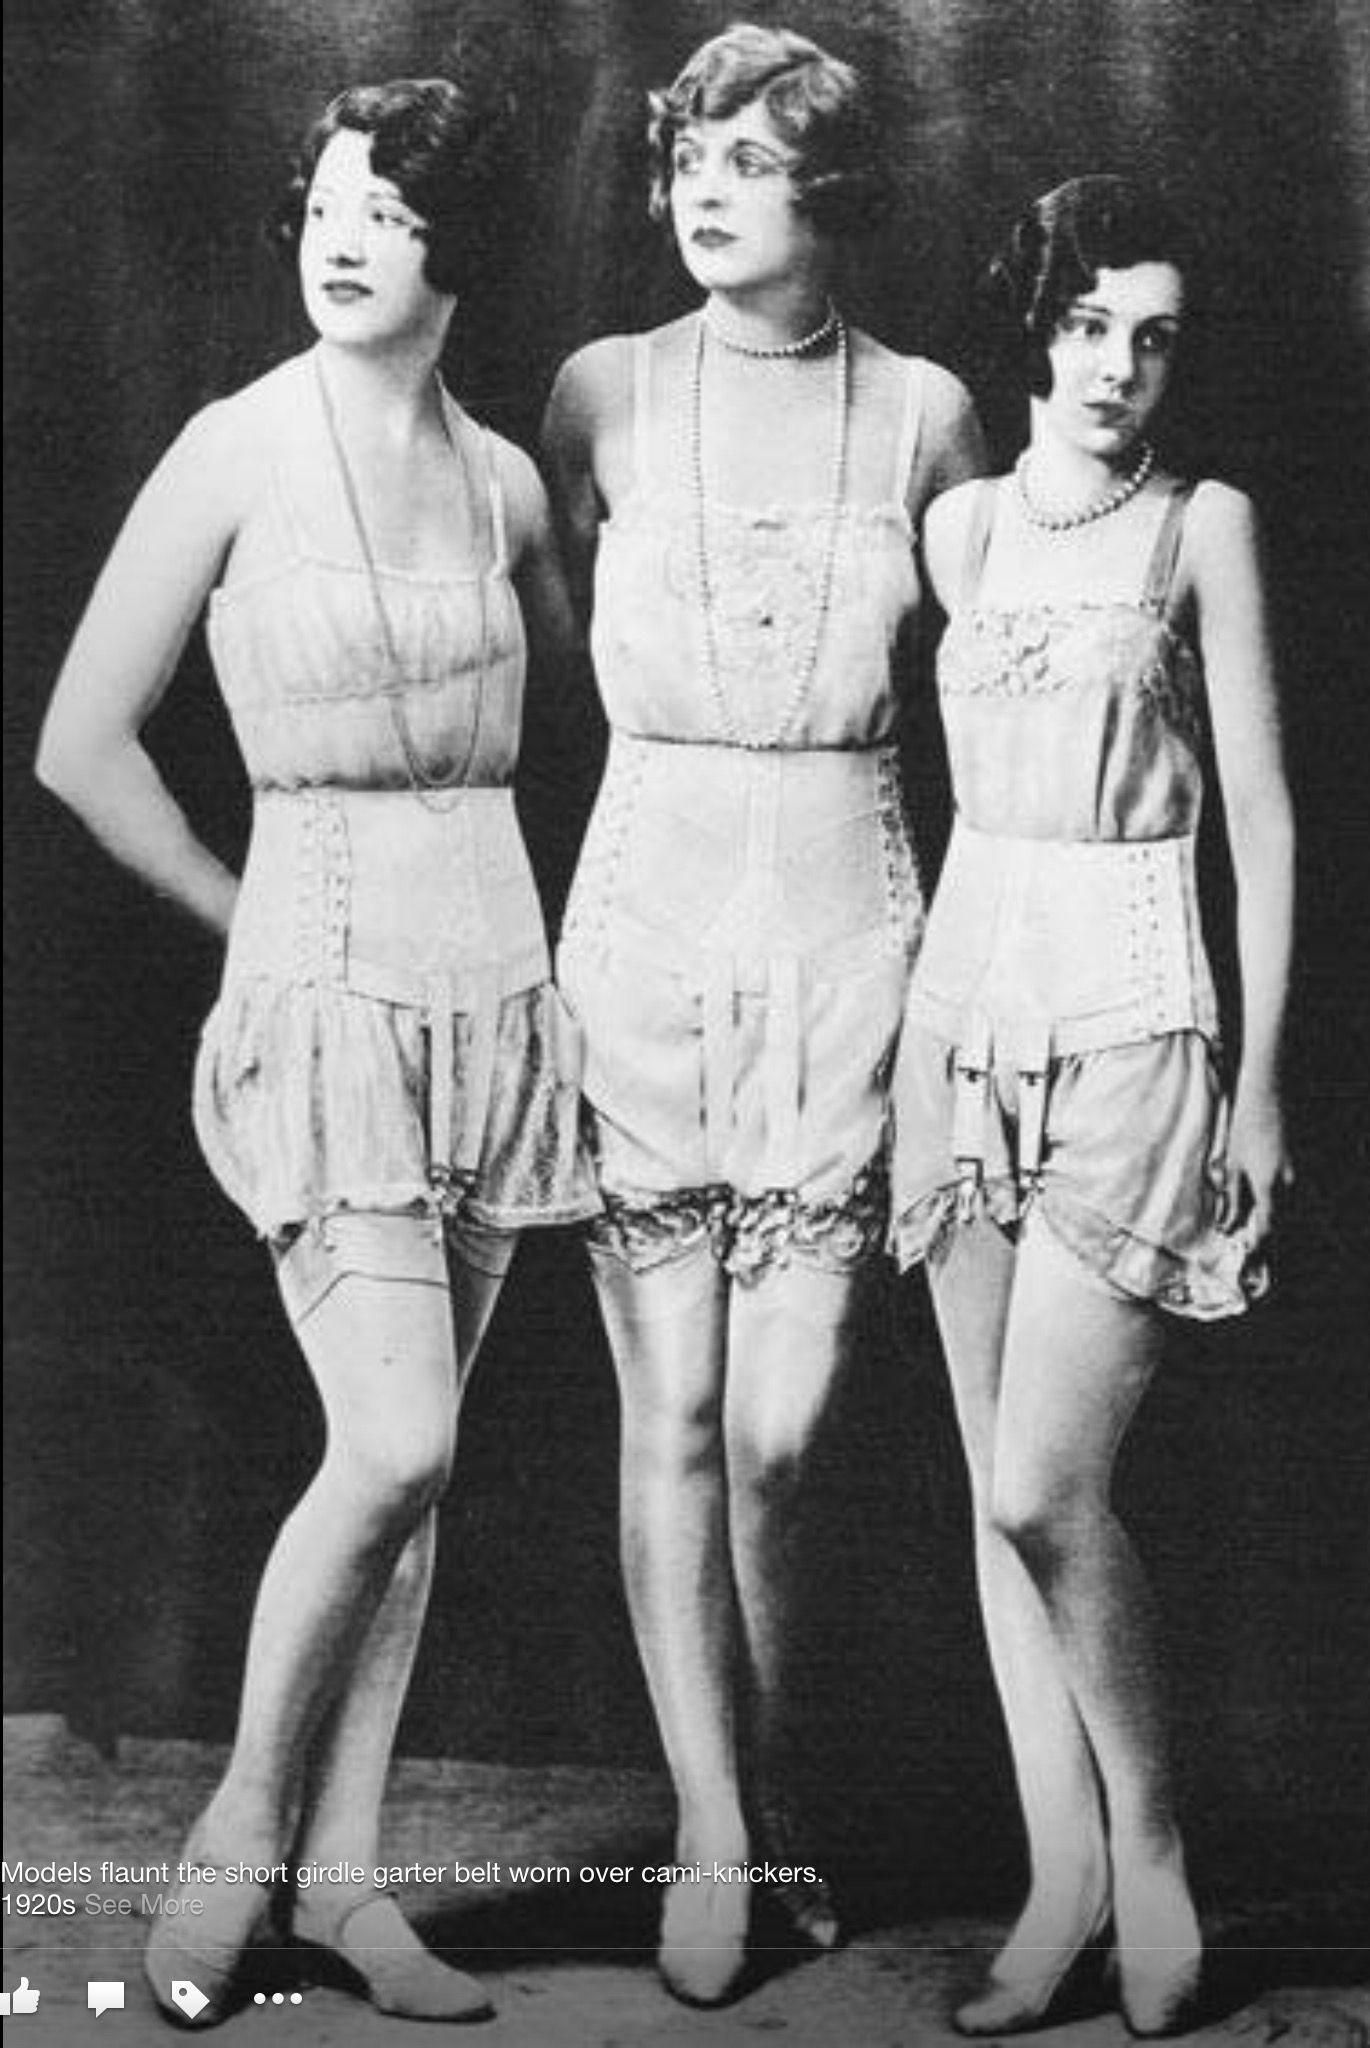 Models flaunt the short girdle garter belt worn over cami-knickers.
1920s See More